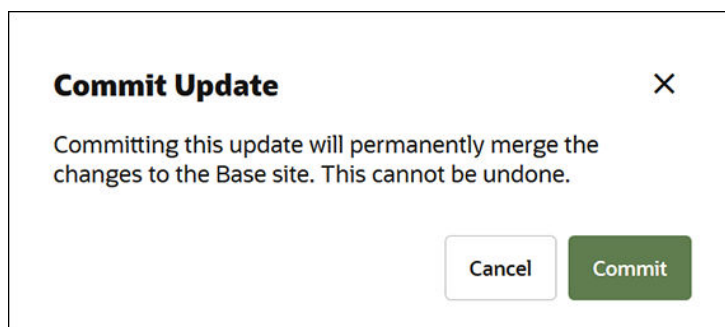 Commit Update
Committing this update will permanently merge the
changes to the Base site. This cannot be undone.
Cancel
Commit